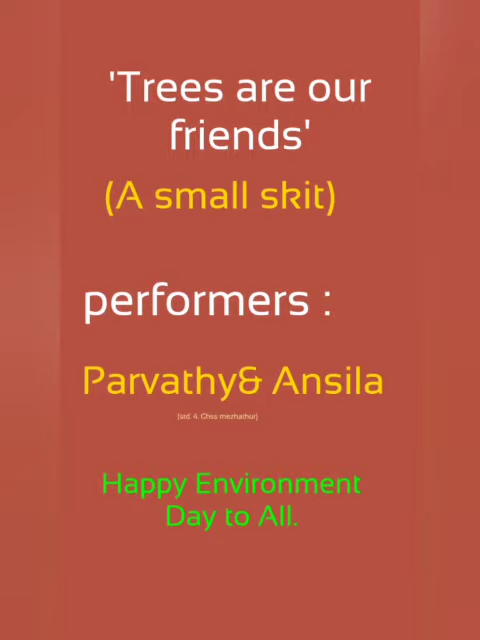 'Trees are our
friends'
(A small skit)
performers :
Parvathy& Ansila
(std. 4. Ghss mezhathur)
Happy Environment
Day to All.